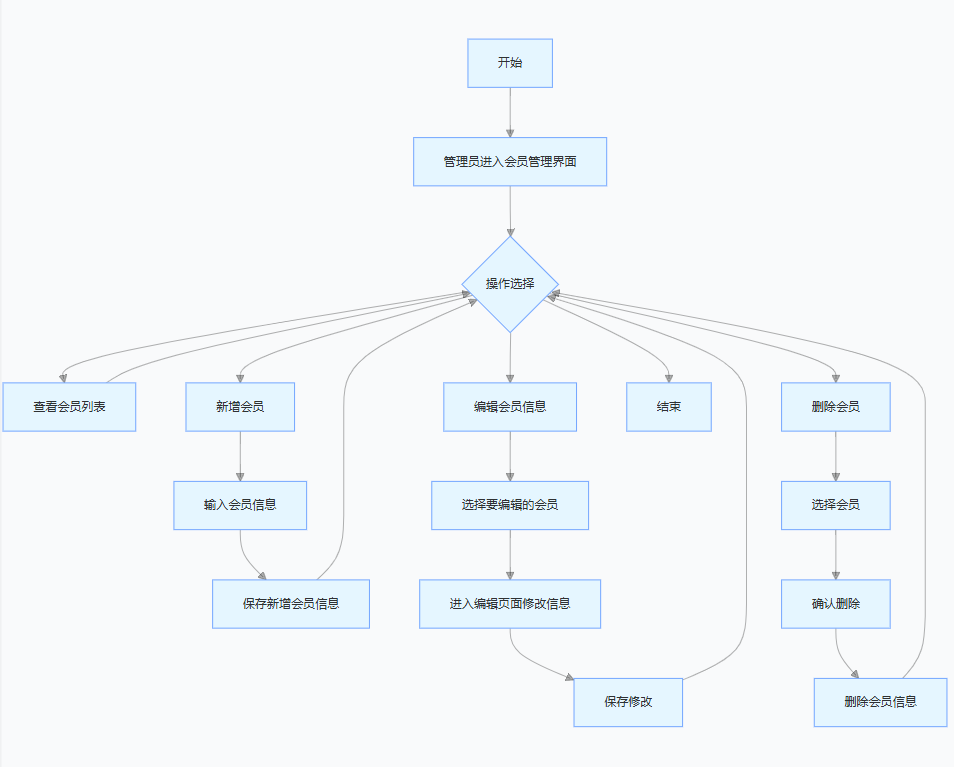 开始
管理员进入会员管理界面
操作选择
查看会员列表
新增会员
编辑会员信息
结束
删除会员
输入会员信息
选择要编辑的会员
选择会员
保存新增会员信息
进入编辑页面修改信息
确认删除
保存修改
删除会员信息